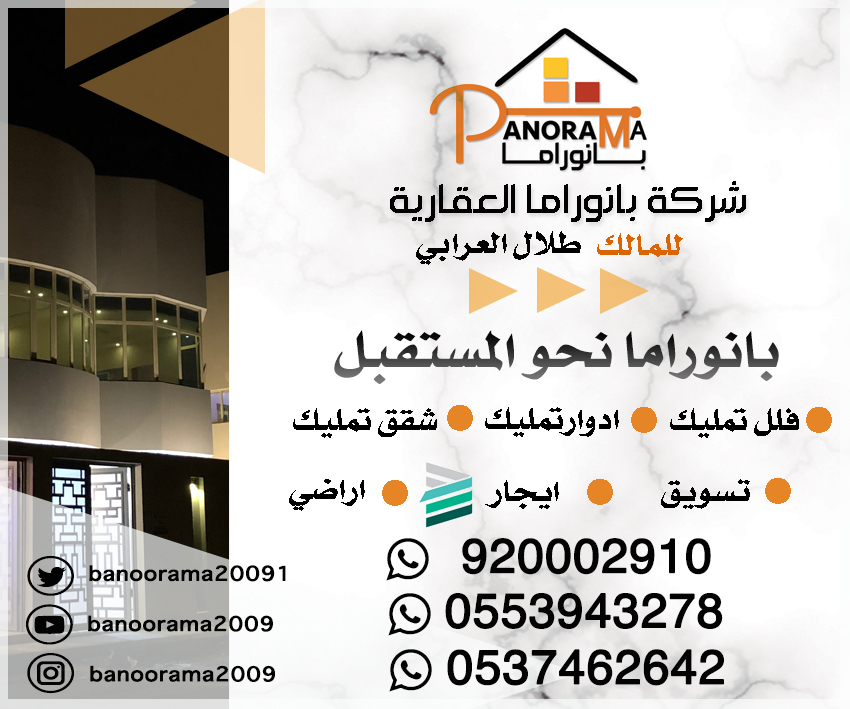 PANORAMA
بانوراما
شركة بانوراما العقارية
للمالك طلال العرابي
بانوراما نحو المستقبل
فلل تمليك ادوارتمليك شقق تمليك
تسويق ايجار اراضي
920002910
0553943278
0537462642
banoorama20091
banoorama2009
banoorama2009